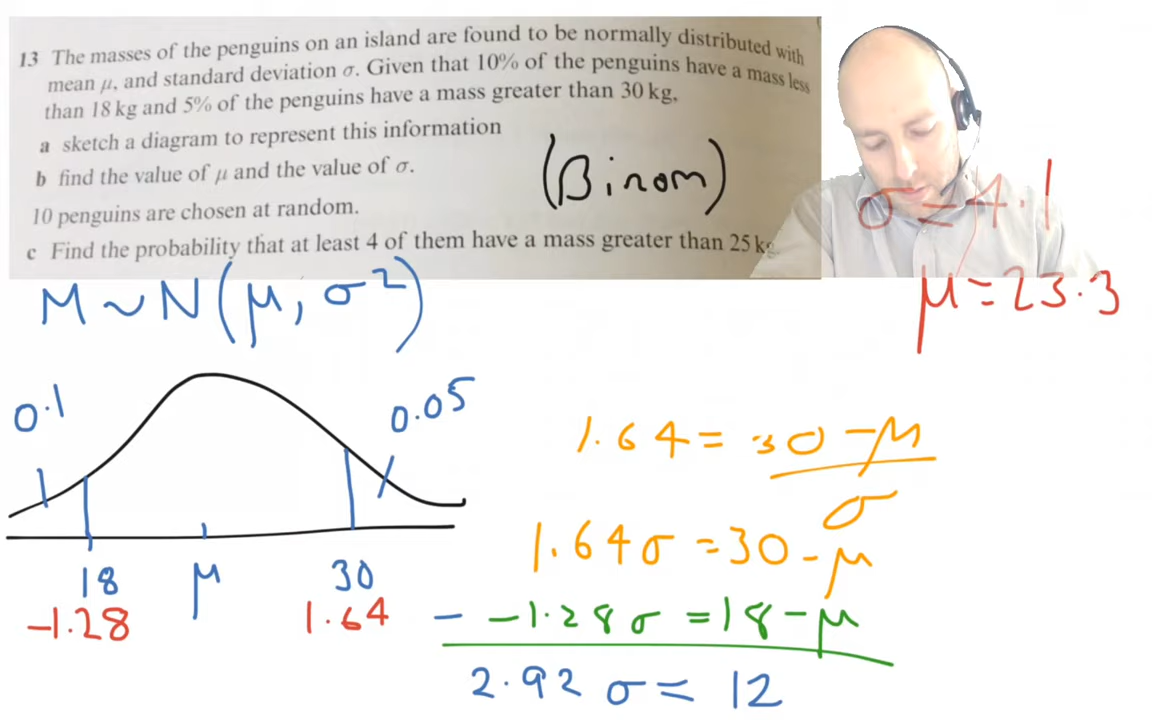 13 The masses of the penguins on an island are found to be normally distributed with
mean μ, and standard deviation σ. Given that 10% of the penguins have a mass less
than 18 kg and 5% of the penguins have a mass greater than 30 kg,
a sketch a diagram to represent this information
b find the value of μ and the value of σ.
10 penguins are chosen at random.
c Find the probability that at least 4 of them have a mass greater than 25 kg
(Binom)
σ = 4.1
μ = 23.3
M ~ N(μ, σ²)
0.1
0.05
18 μ 30
-1.28 1.64
1.64 = 30 - μ
σ
1.64σ = 30 - μ
- -1.28σ = 18 - μ
2.92 σ = 12